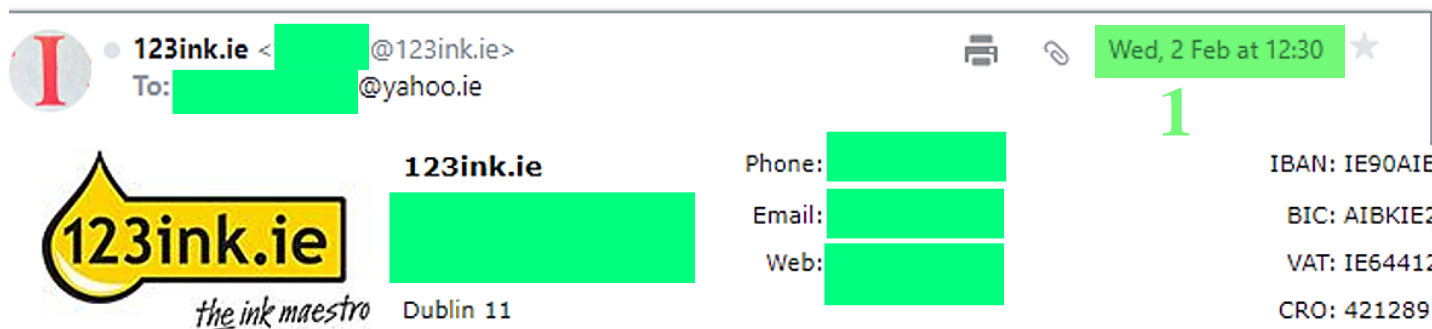 I
123ink.ie < @123ink.ie> Wed, 2 Feb at 12:30
To: @yahoo.ie
1
123ink.ie
the ink maestro
123ink.ie
Dublin 11
Phone:
Email:
Web:
IBAN: IE90AIE
BIC: AIBKIE2
VAT: IE64412
CRO: 421289